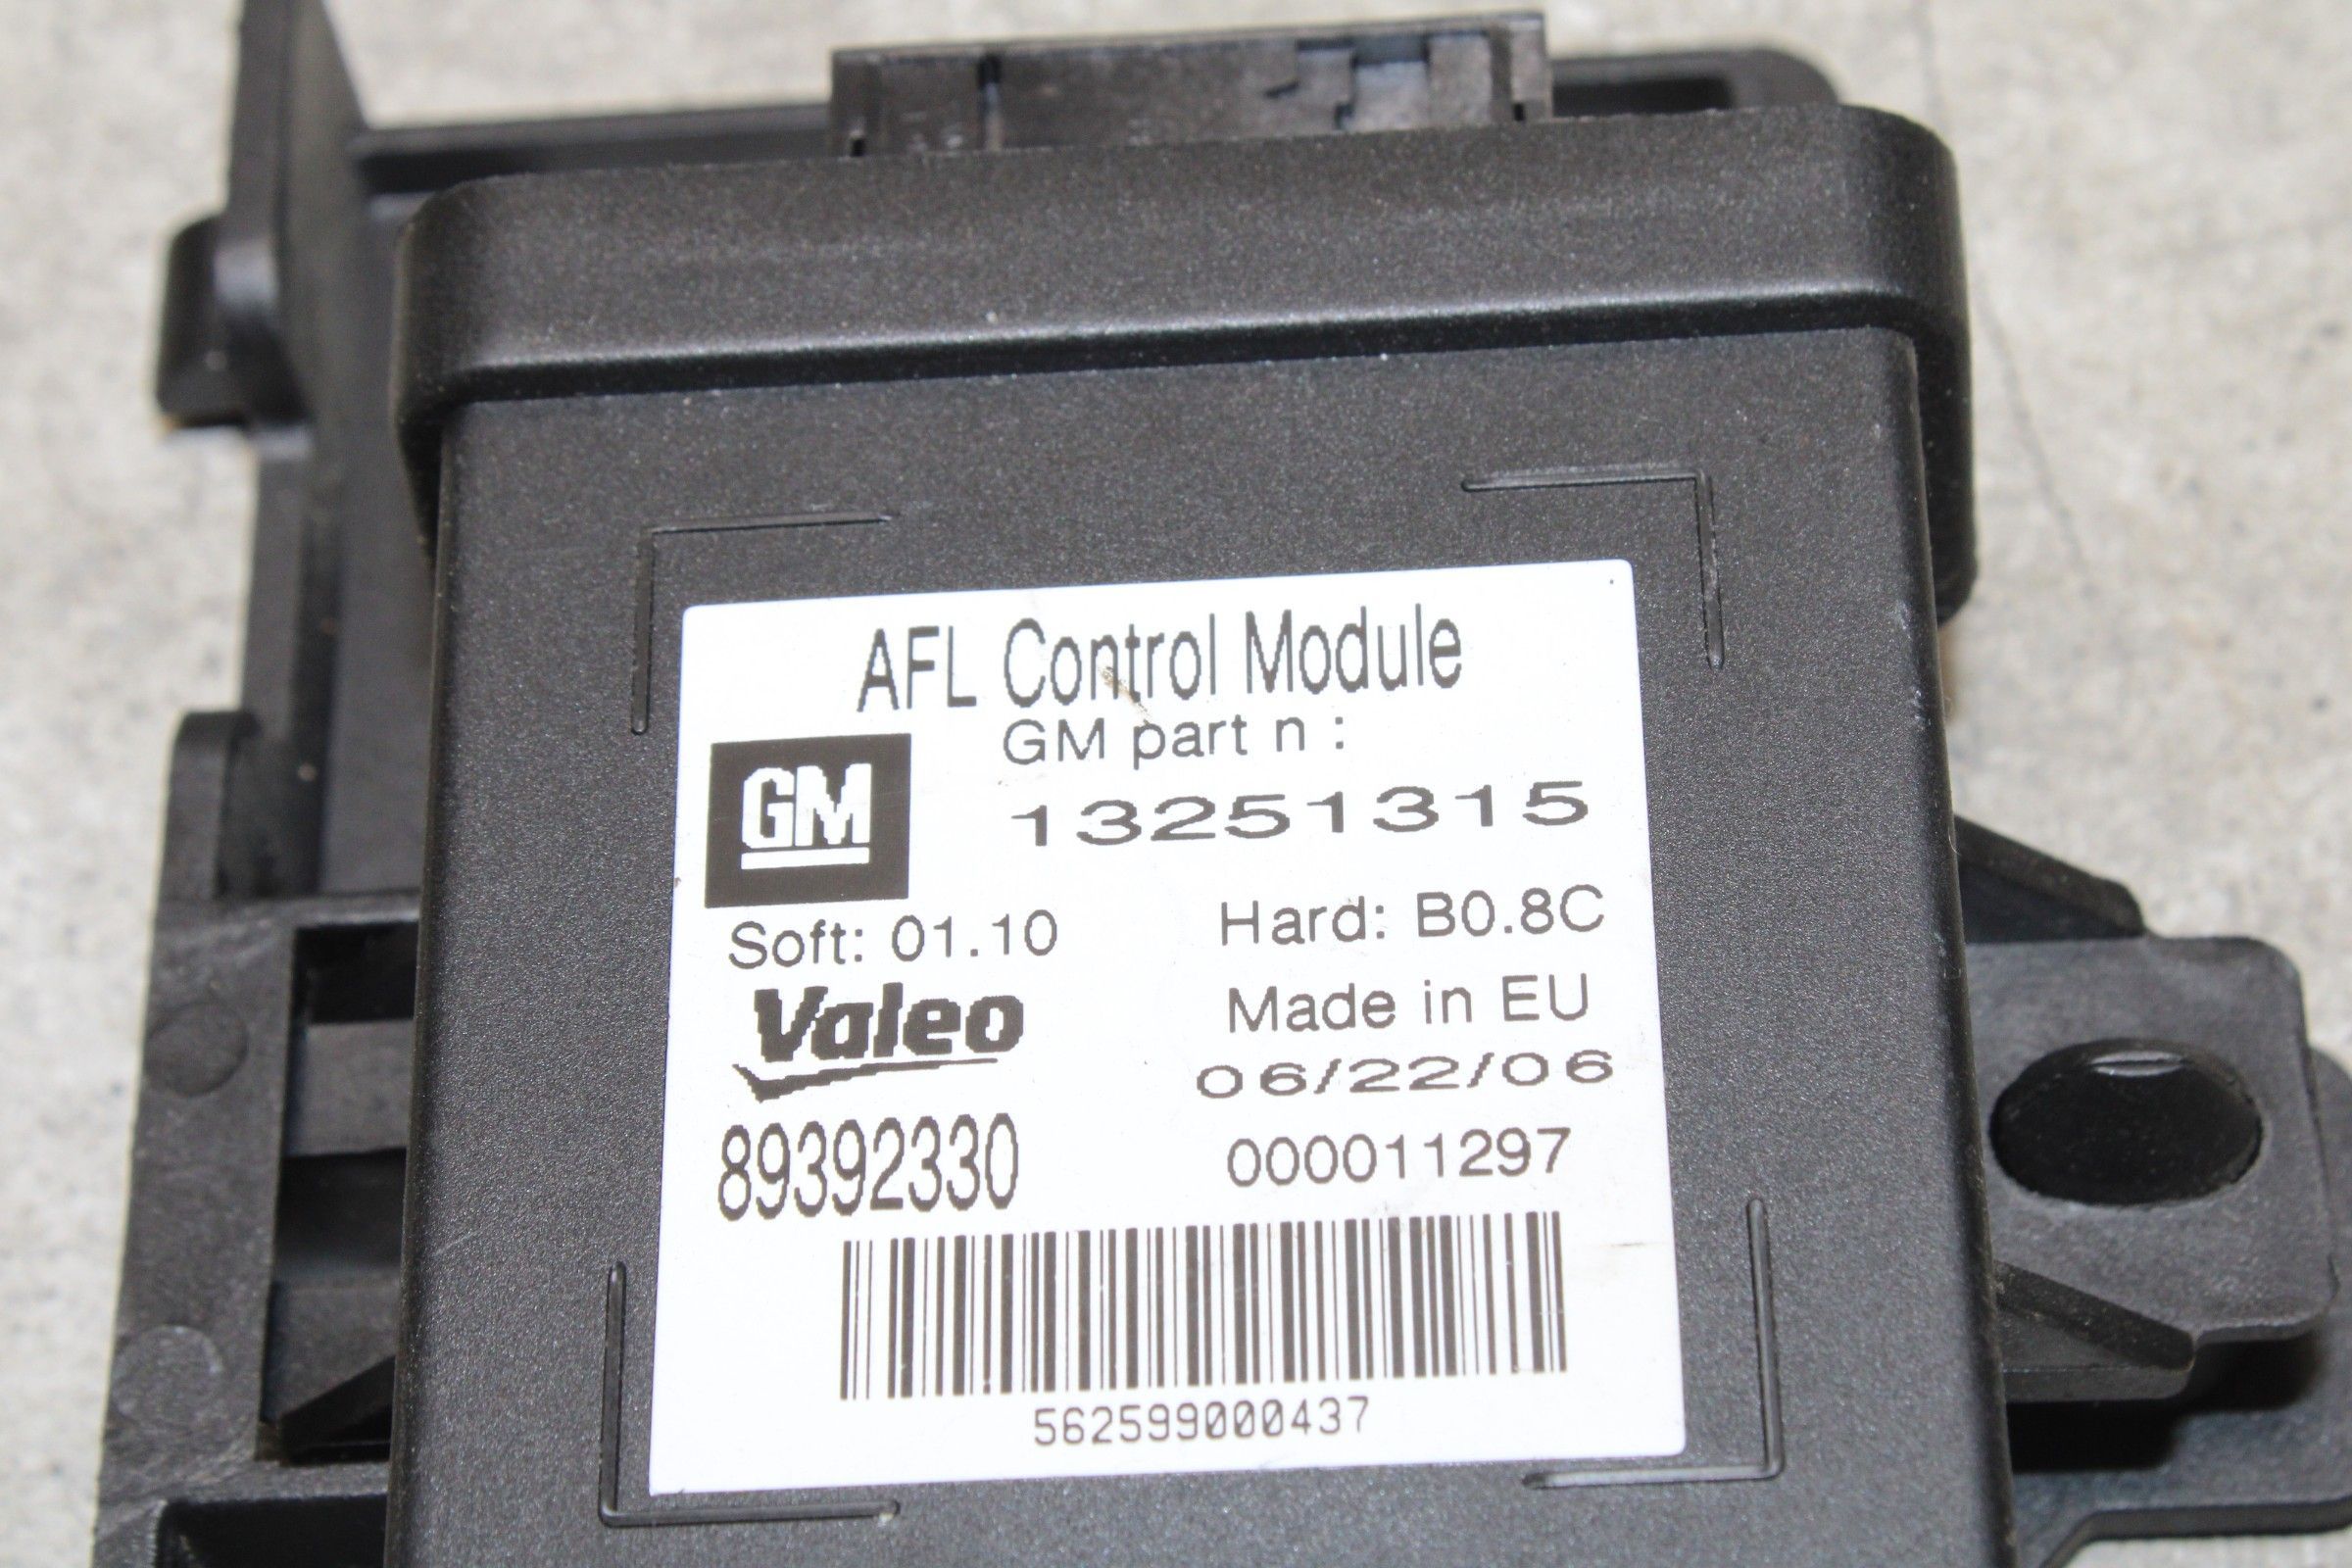 AFL Control Module
GM part n :
GM
13251315
Soft: 01.10 Hard: B0.8C
Valeo Made in EU
06/22/06
89392330 000011297
562599000437